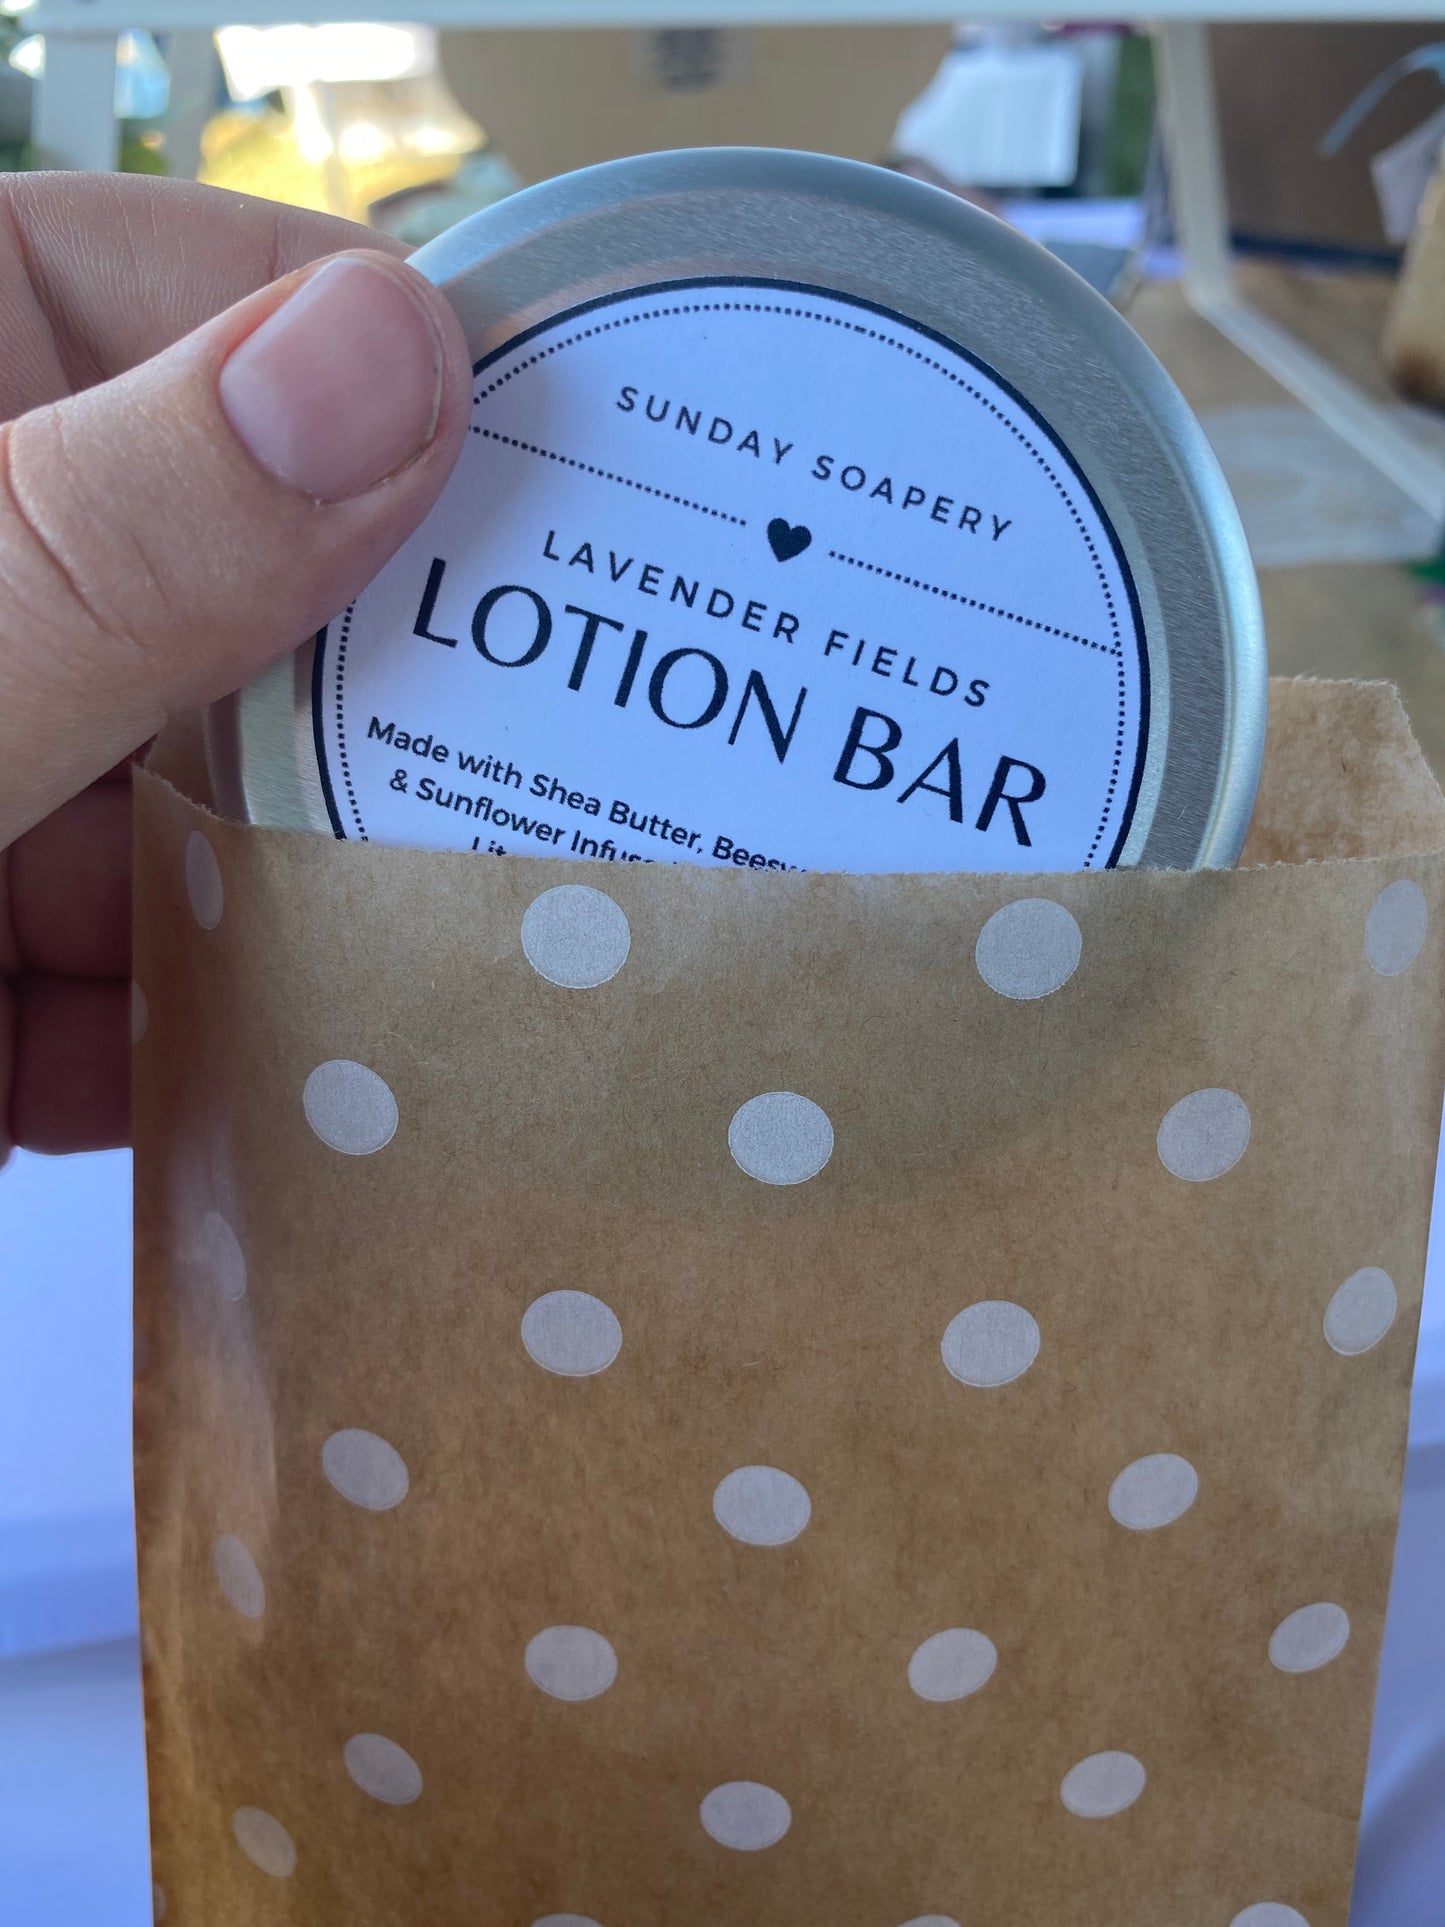 SUNDAY SOAPERY
LAVENDER FIELDS
LOTION BAR
Made with Shea Butter,
& Sunflower